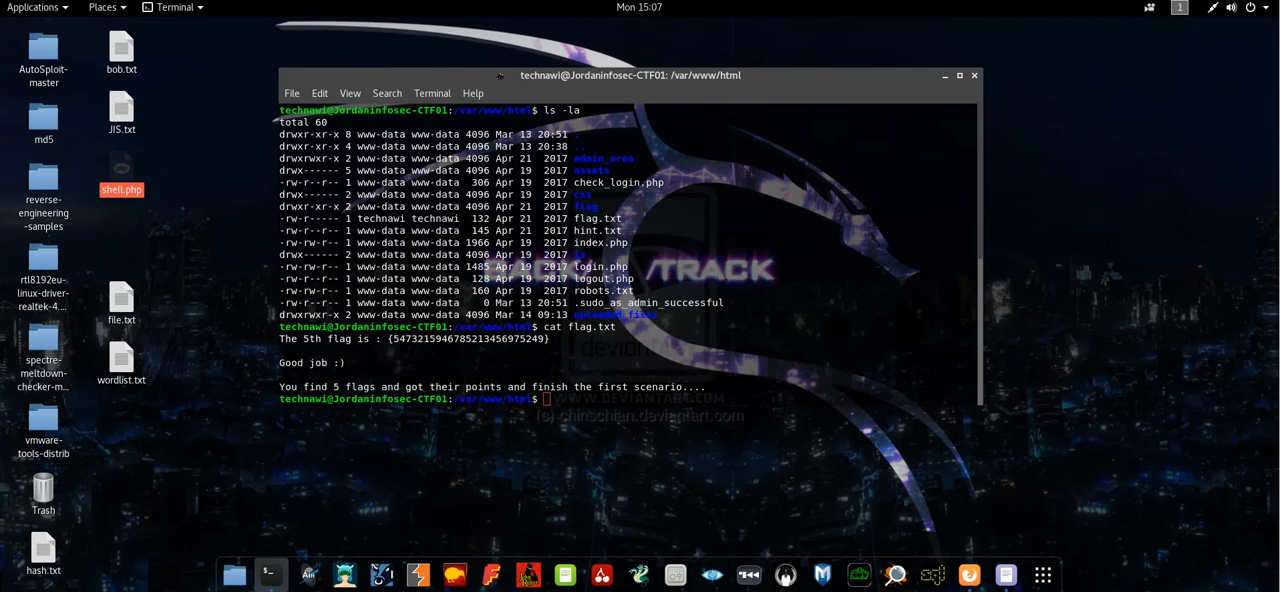 Applications Places Terminal Mon 15:07 1
AutoSploit-
master
bob.txt
md5
JIS.txt
reverse-
engineering
-samples
shell.php
rtl8192eu-
linux-driver-
realtek-4....
file.txt
spectre-
meltdown-
checker-m...
wordlist.txt
vmware-
tools-distrib
Trash
hash.txt
technawi@Jordaninfosec-CTF01: /var/www/html
File Edit View Search Terminal Help
technawi@Jordaninfosec-CTF01:/var/www/html$ ls -la
total 60
drwxr-xr-x 8 www-data www-data 4096 Mar 13 20:51 .
drwxr-xr-x 4 www-data www-data 4096 Mar 13 20:38 ..
drwxrwxr-x 2 www-data www-data 4096 Apr 21  2017 admin_area
drwx------ 5 www-data www-data 4096 Apr 19  2017 assets
-rw-r--r-- 1 www-data www-data  306 Apr 19  2017 check_login.php
drwx------ 2 www-data www-data 4096 Apr 19  2017 css
drwxr-xr-x 2 www-data www-data 4096 Apr 21  2017 flag
-rw-r----- 1 technawi technawi  132 Apr 21  2017 flag.txt
-rw-r--r-- 1 www-data www-data  145 Apr 21  2017 hint.txt
-rw-rw-r-- 1 www-data www-data 1966 Apr 19  2017 index.php
drwx------ 2 www-data www-data 4096 Apr 19  2017 js
-rw-rw-r-- 1 www-data www-data 1485 Apr 19  2017 login.php
-rw-r--r-- 1 www-data www-data  128 Apr 19  2017 logout.php
-rw-r--r-- 1 www-data www-data  160 Apr 19  2017 robots.txt
-rw-r--r-- 1 www-data www-data    0 Mar 13 20:51 .sudo_as_admin_successful
drwxrwxr-x 2 www-data www-data 4096 Mar 14 09:13 uploaded_files
technawi@Jordaninfosec-CTF01:/var/www/html$ cat flag.txt
The 5th flag is : {5473215946785213456975249}
Good job :)
You find 5 flags and got their points and finish the first scenario....
technawi@Jordaninfosec-CTF01:/var/www/html$
/TRACK
deviant
WWW.DEVIANTART.COM
(c) chinschian.deviantart.com